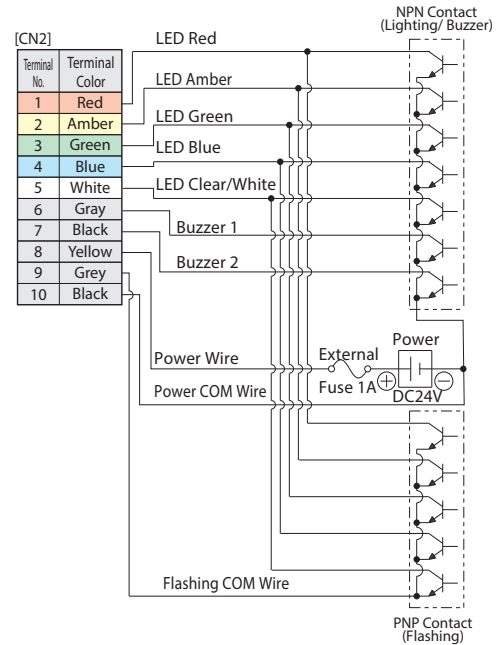 NPN Contact
(Lighting/ Buzzer)
[CN2]
Terminal No. Terminal Color
1 Red
2 Amber
3 Green
4 Blue
5 White
6 Gray
7 Black
8 Yellow
9 Grey
10 Black
LED Red
LED Amber
LED Green
LED Blue
LED Clear/White
Buzzer 1
Buzzer 2
Power Wire
External
Fuse 1A
Power
+ −
DC24V
Power COM Wire
Flashing COM Wire
PNP Contact
(Flashing)